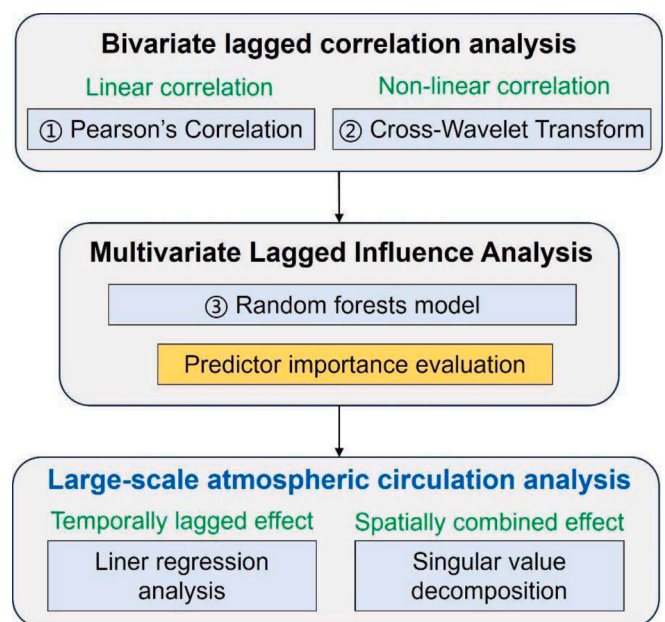 Bivariate lagged correlation analysis
Linear correlation
Non-linear correlation
① Pearson's Correlation
② Cross-Wavelet Transform
Multivariate Lagged Influence Analysis
③ Random forests model
Predictor importance evaluation
Large-scale atmospheric circulation analysis
Temporally lagged effect
Spatially combined effect
Liner regression
analysis
Singular value
decomposition